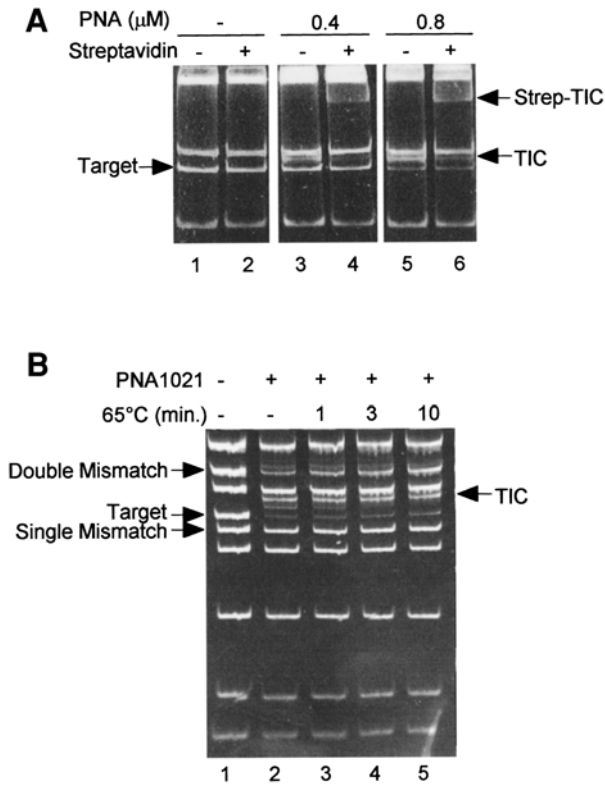 A
PNA (µM) - 0.4 0.8
Streptavidin - + - + - +
Strep-TIC
Target TIC
1 2 3 4 5 6
B
PNA1021 - + + + +
65°C (min.) - - 1 3 10
Double Mismatch
TIC
Target
Single Mismatch
1 2 3 4 5